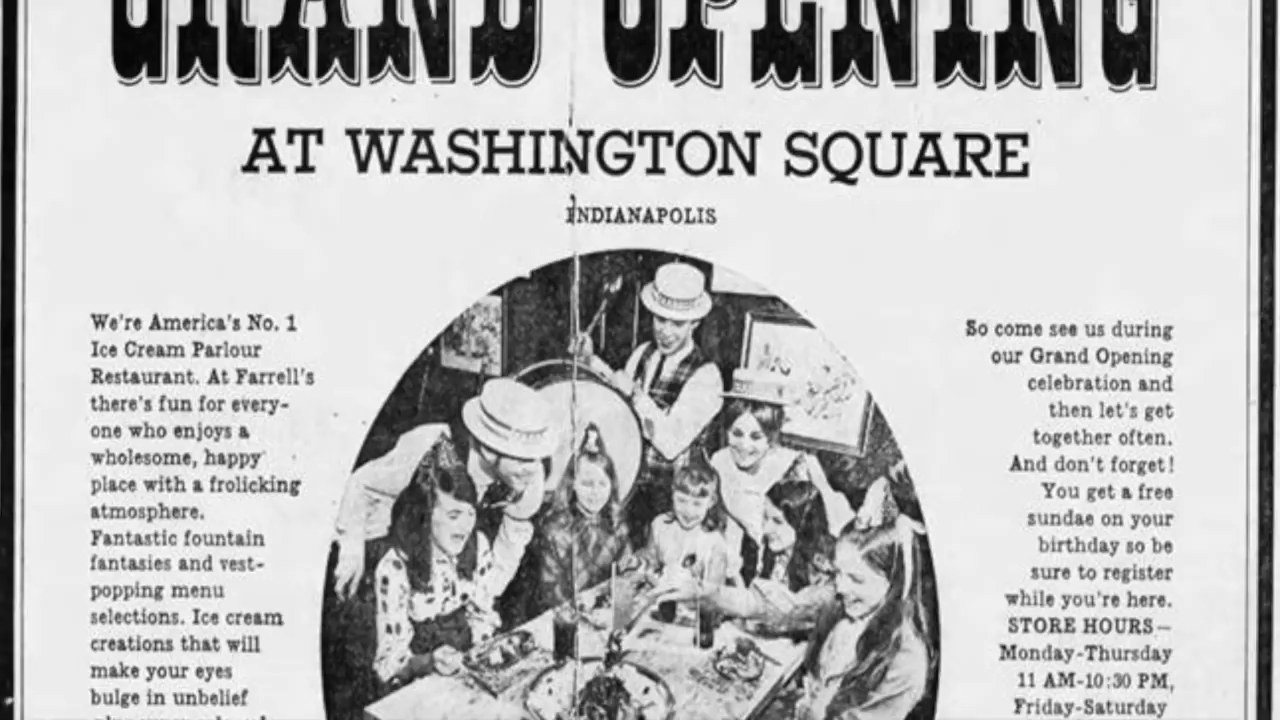 GRAND OPENING
AT WASHINGTON SQUARE
INDIANAPOLIS
We're America's No. 1
Ice Cream Parlour
Restaurant. At Farrell's
there's fun for every-
one who enjoys a
wholesome, happy
place with a frolicking
atmosphere.
Fantastic fountain
fantasies and vest-
popping menu
selections. Ice cream
creations that will
make your eyes
bulge in unbelief
So come see us during
our Grand Opening
celebration and
then let's get
together often.
And don't forget!
You get a free
sundae on your
birthday so be
sure to register
while you're here.
STORE HOURS—
Monday-Thursday
11 AM-10:30 PM,
Friday-Saturday